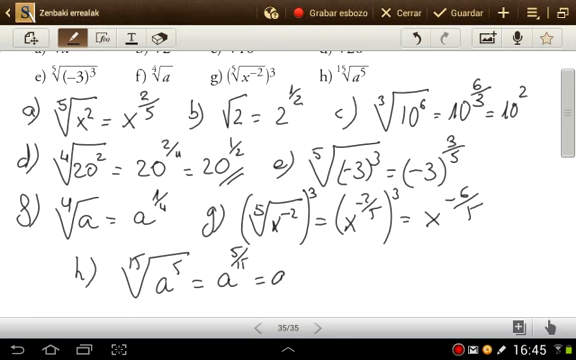 Zenbaki errealak
Grabar esbozo
Cerrar
Guardar
e) ⁵√(-3)³ f) ⁴√a g) (⁵√x⁻²)³ h) ¹⁵√a⁵
a) ⁵√x² = x^2/5 b) √2 = 2^1/2 c) ³√10⁶ = 10^6/3 = 10²
d) ⁴√20² = 20^2/4 = 20^1/2 e) ⁵√(-3)³ = (-3)^3/5
f) ⁴√a = a^1/4 g) (⁵√x⁻²)³ = (x^-2/5)³ = x^-6/5
h) ¹⁵√a⁵ = a^5/15 = a
35/35
16:45